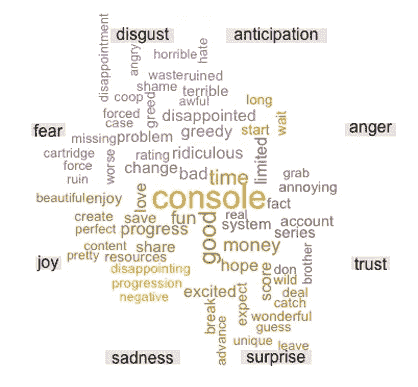 disgust anticipation
disappointment
angry
horrible
hate
waste ruined
shame terrible
coop greed awful long
forced disappointed wait
case
fear greedy start anger
missing problem
cartridge rating ridiculous limited
force worse change bad time grab
ruin annoying
beautiful enjoy love console fact
create save fun real account
perfect progress good system series
content share money brother
pretty resources hope don
joy disappointing score wild trust
progression excited expect deal
negative catch
break wonderful
advance guess
unique leave
sadness surprise